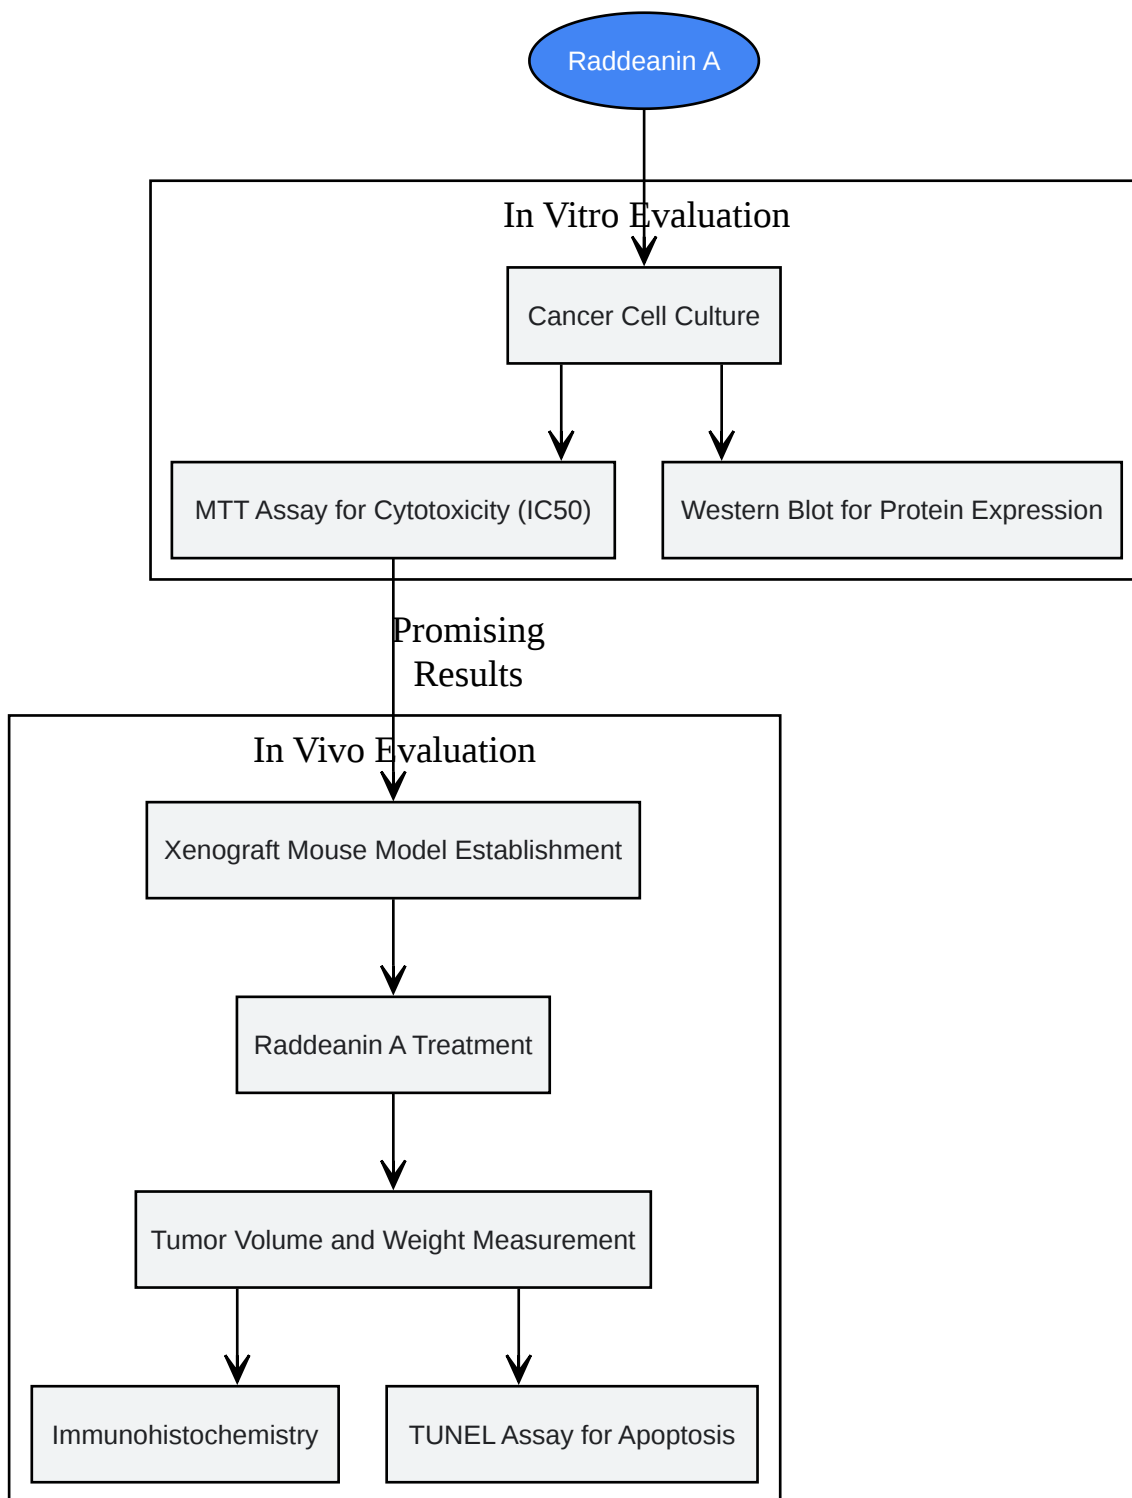 Raddeanin A
In Vitro Evaluation
Cancer Cell Culture
MTT Assay for Cytotoxicity (IC50)
Western Blot for Protein Expression
Promising
Results
In Vivo Evaluation
Xenograft Mouse Model Establishment
Raddeanin A Treatment
Tumor Volume and Weight Measurement
Immunohistochemistry
TUNEL Assay for Apoptosis